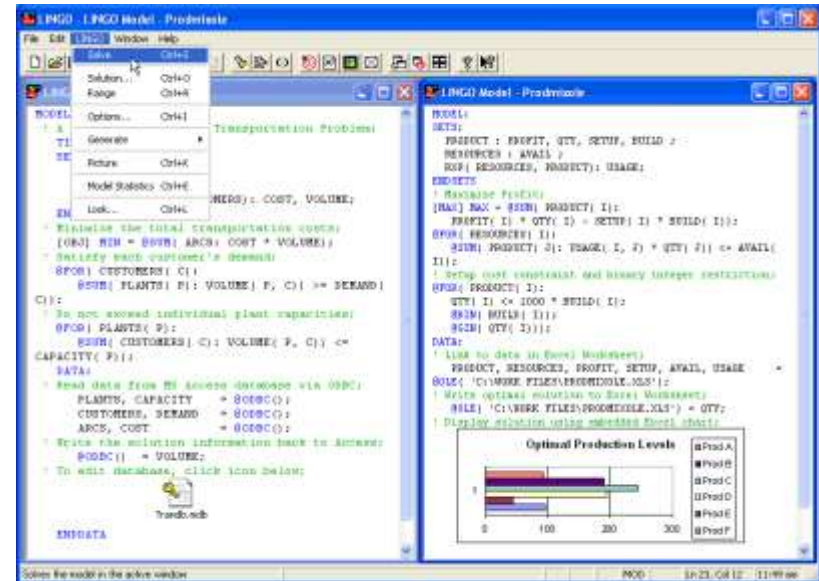 LINGO - LINGO Model - Prodmixole
File Edit LINGO Window Help
Solve Ctrl+S
Solution... Ctrl+O
Range Ctrl+R
Options... Ctrl+I
Generate
Picture Ctrl+K
Model Statistics Ctrl+E
Look... Ctrl+L
MODEL:
Transportation Problem;
COST, VOLUME;
! Minimize the total transportation costs;
[OBJ] MIN = @SUM( ARCS: COST * VOLUME);
! Satisfy each customer's demand;
@FOR( CUSTOMERS( C):
@SUM( PLANTS( P): VOLUME( P, C)) >= DEMAND(
C));
! Do not exceed individual plant capacities;
@FOR( PLANTS( P):
@SUM( CUSTOMERS( C): VOLUME( P, C)) <=
CAPACITY( P));
DATA:
! Read data from MS Access database via ODBC;
PLANTS, CAPACITY = @ODBC();
CUSTOMERS, DEMAND = @ODBC();
ARCS, COST = @ODBC();
! Write the solution information back to Access;
@ODBC() = VOLUME;
! To edit database, click icon below;
Trandb.mdb
ENDDATA
LINGO Model - Prodmixole
MODEL:
SETS:
PRODUCT : PROFIT, QTY, SETUP, BUILD ;
RESOURCES : AVAIL ;
RXP( RESOURCES, PRODUCT): USAGE;
ENDSETS
! Maximize Profit;
[MAX] MAX = @SUM( PRODUCT( I):
PROFIT( I) * QTY( I) - SETUP( I) * BUILD( I));
@FOR( RESOURCES( I):
@SUM( PRODUCT( J): USAGE( I, J) * QTY( J)) <= AVAIL(
I));
! Setup cost constraint and binary integer restriction;
@FOR( PRODUCT( I):
QTY( I) <= 1000 * BUILD( I);
@BIN( BUILD( I));
@GIN( QTY( I)));
DATA:
! Link to data in Excel Worksheet;
PRODUCT, RESOURCES, PROFIT, SETUP, AVAIL, USAGE =
@OLE( 'C:\WORK FILES\PRODMIXOLE.XLS');
! Write optimal solution to Excel Worksheet;
@OLE( 'C:\WORK FILES\PRODMIXOLE.XLS') = QTY;
! Display solution using embedded Excel chart;
Optimal Production Levels
1
0 100 200 300
Prod A
Prod B
Prod C
Prod D
Prod E
Prod F
Solves the model in the active window MOD Ln 23, Col 12 11:49 am